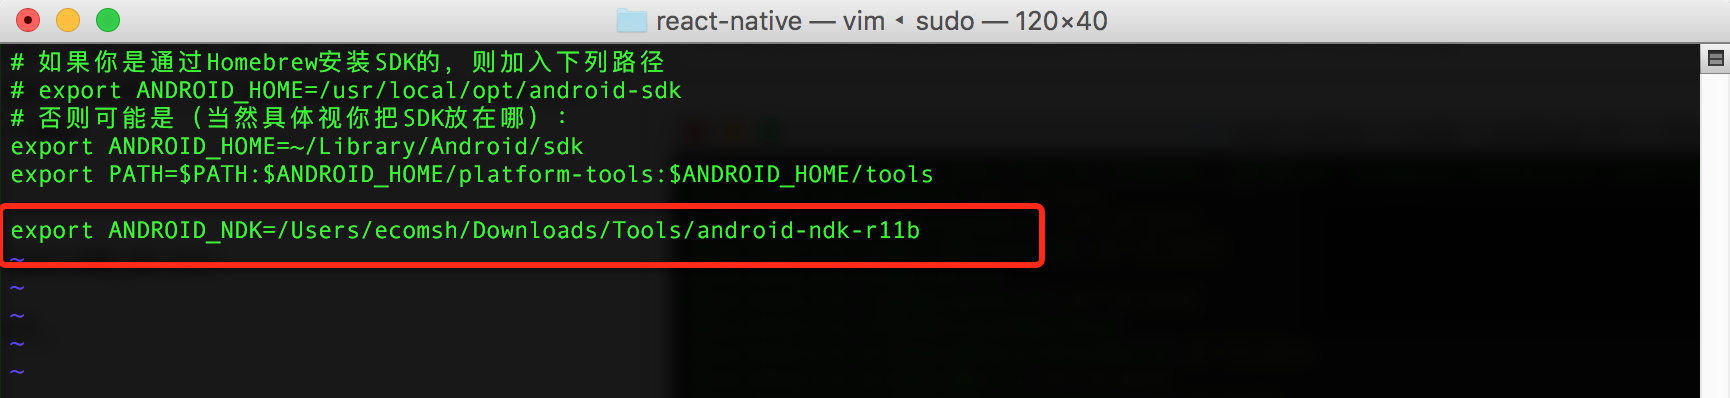 react-native — vim ◂ sudo — 120×40
# 如果你是通过Homebrew安装SDK的，则加入下列路径
# export ANDROID_HOME=/usr/local/opt/android-sdk
# 否则可能是（当然具体视你把SDK放在哪）：
export ANDROID_HOME=~/Library/Android/sdk
export PATH=$PATH:$ANDROID_HOME/platform-tools:$ANDROID_HOME/tools
export ANDROID_NDK=/Users/ecomsh/Downloads/Tools/android-ndk-r11b
~
~
~
~
~